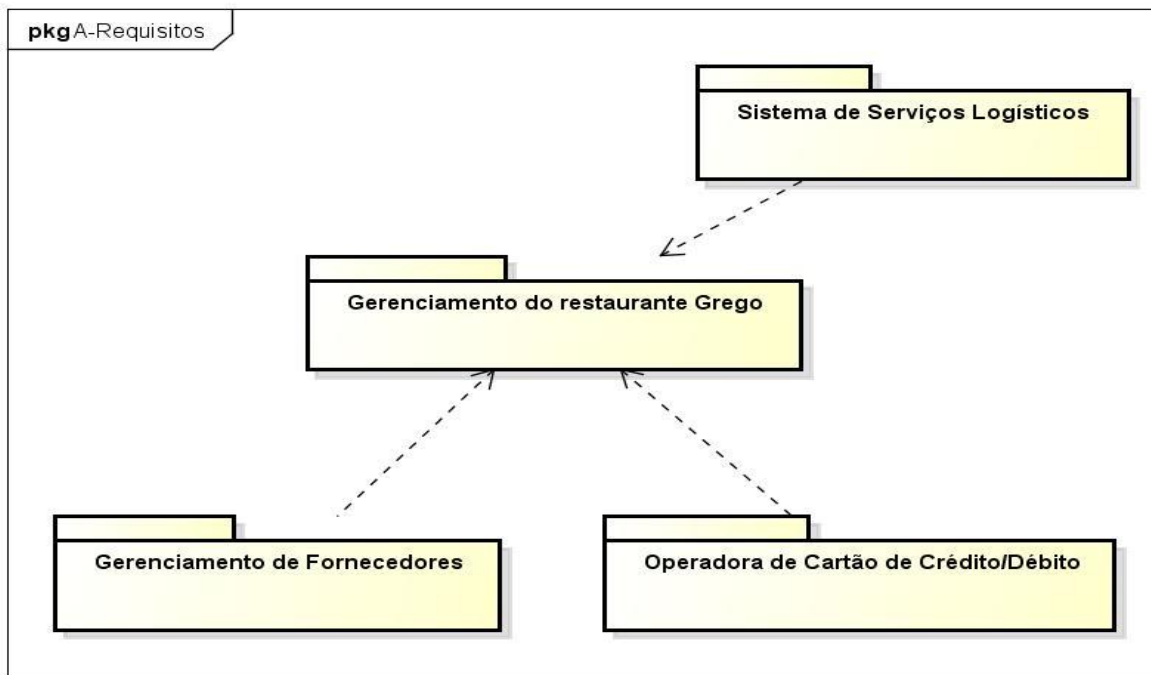 pkg A-Requisitos
Sistema de Serviços Logísticos
Gerenciamento do restaurante Grego
Gerenciamento de Fornecedores
Operadora de Cartão de Crédito/Débito